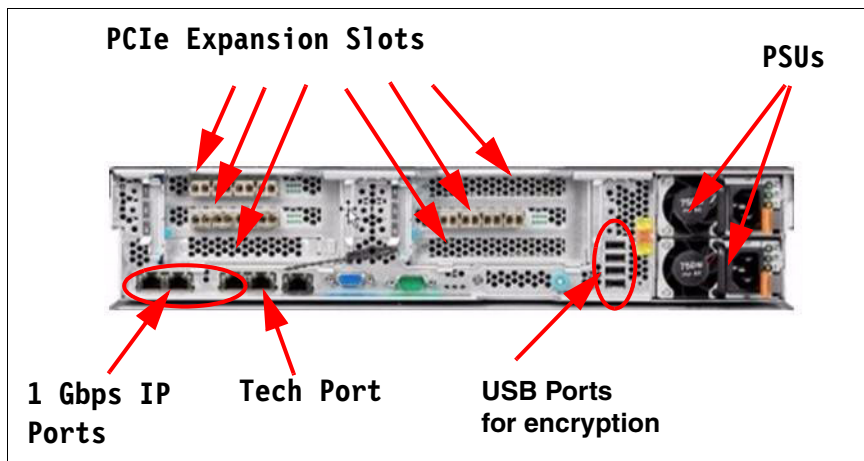 PCIe Expansion Slots
PSUs
1 Gbps IP
Ports
Tech Port
USB Ports
for encryption